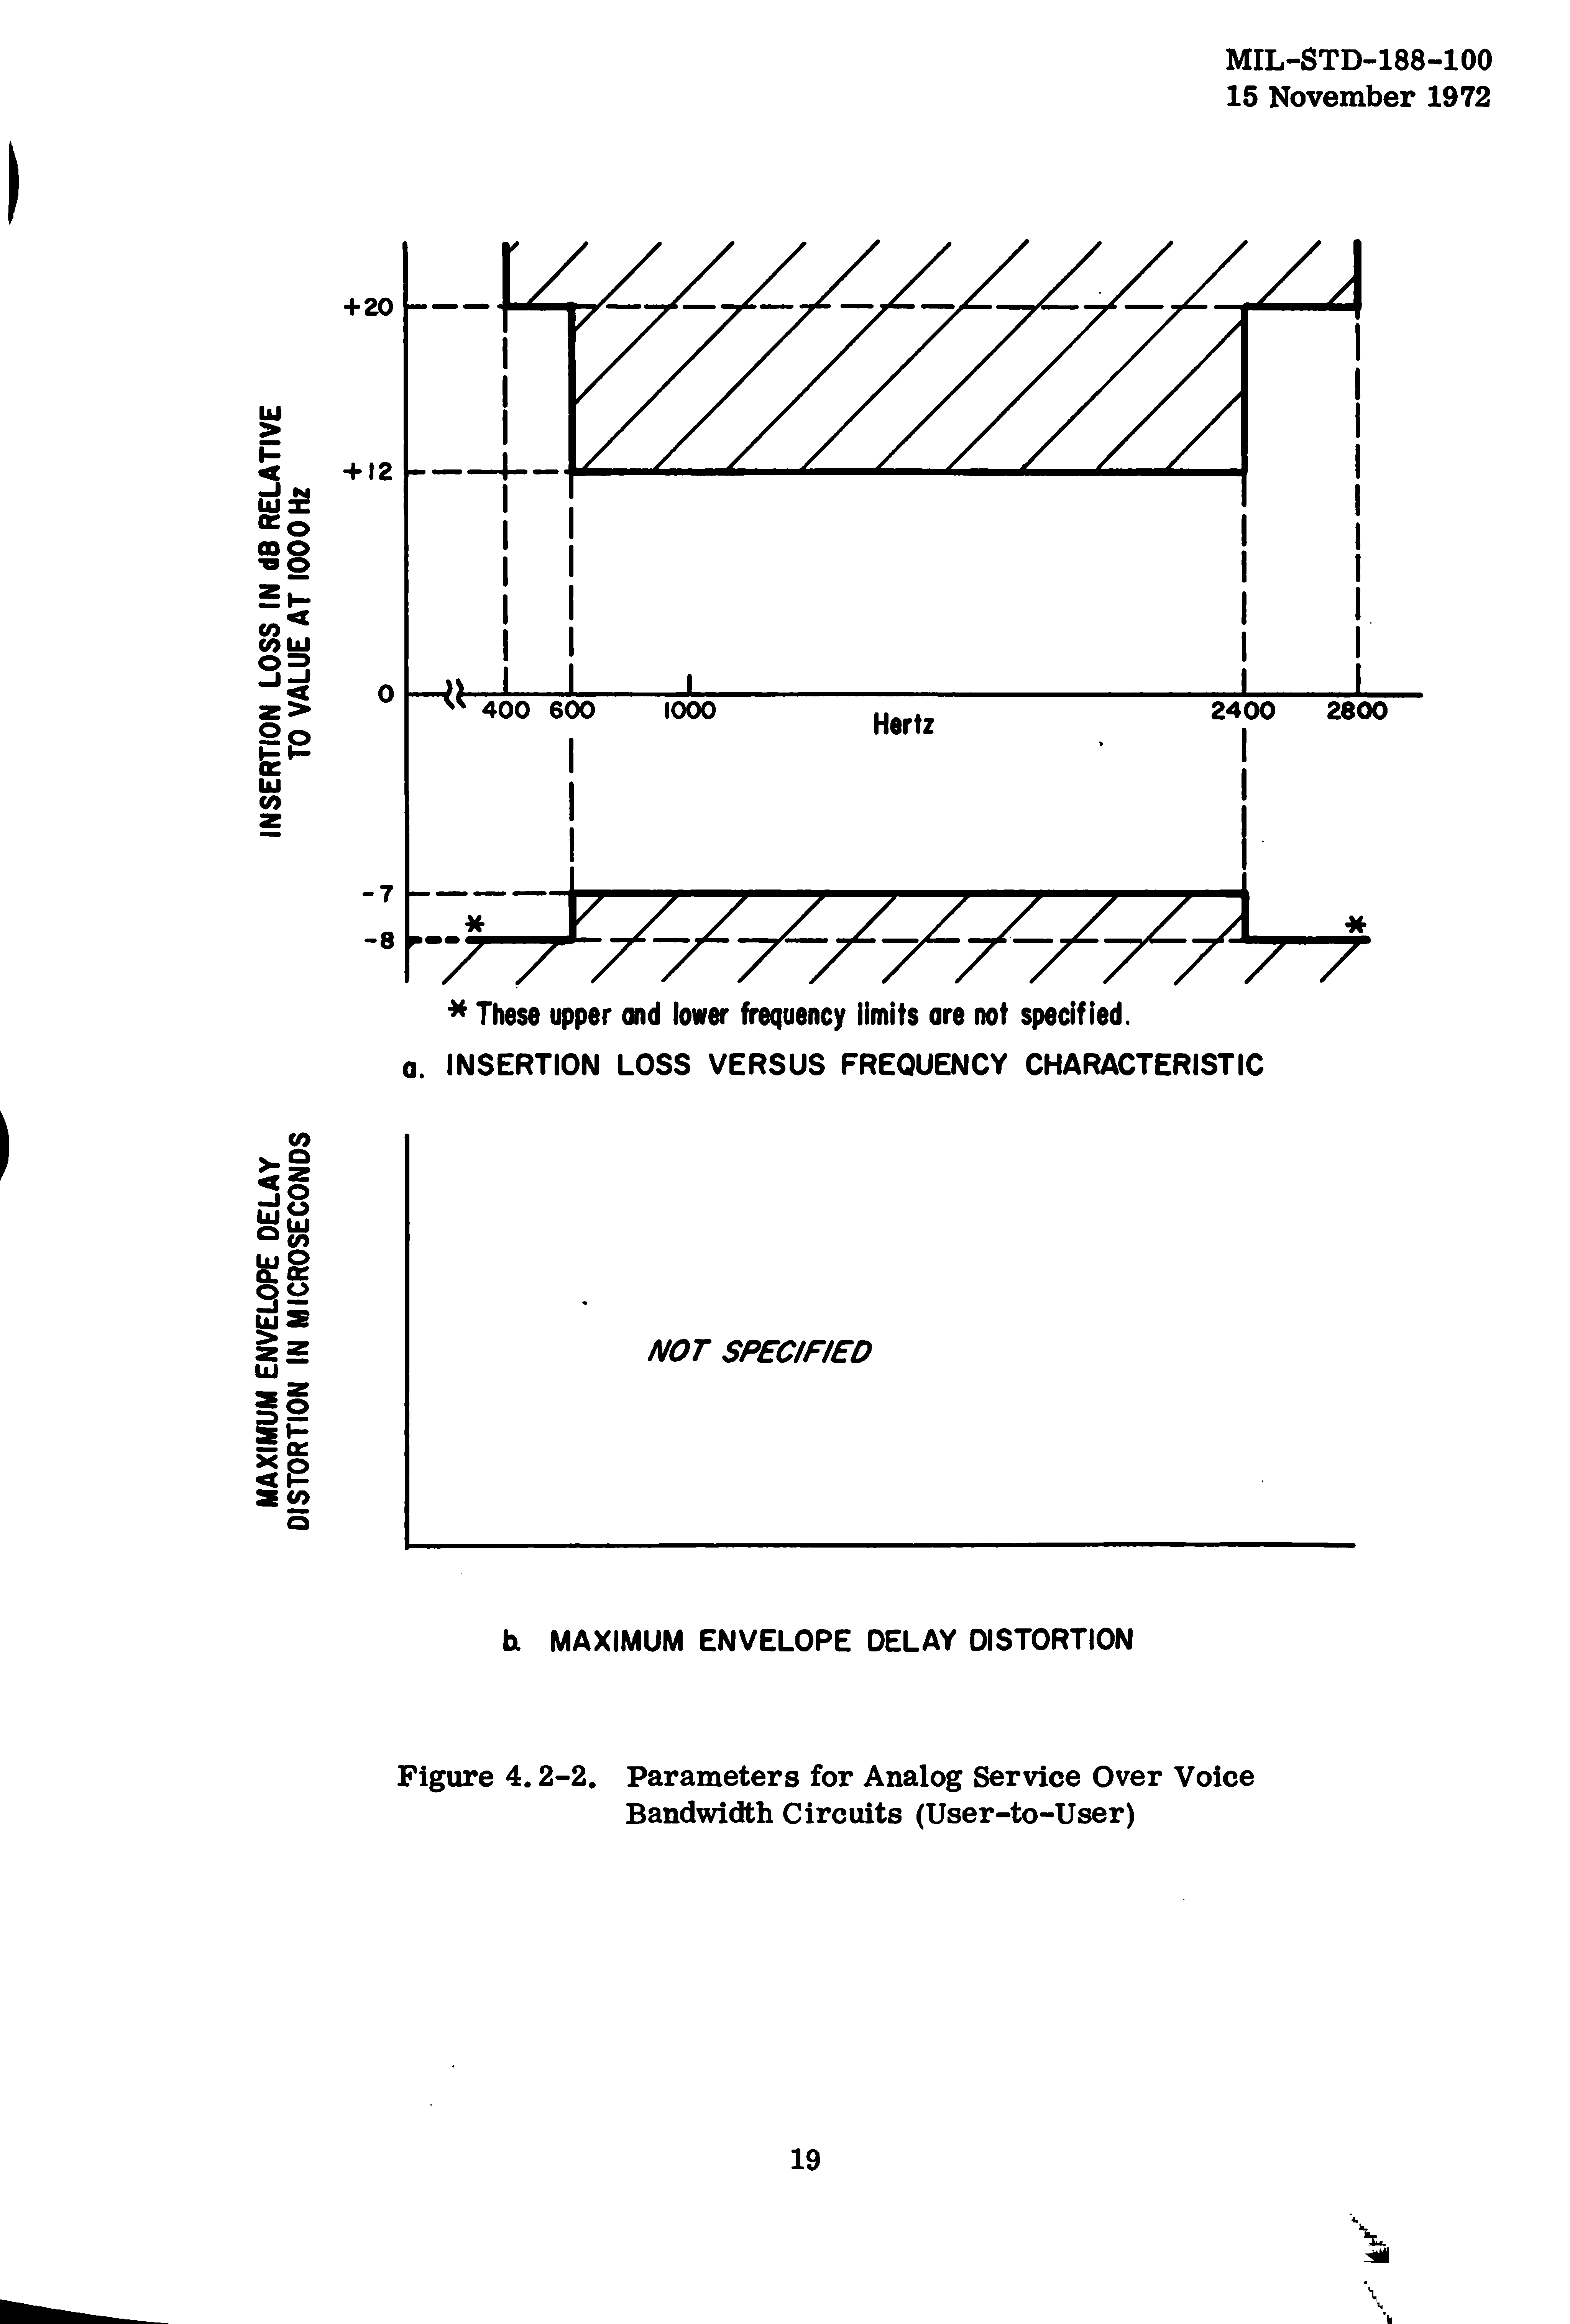 MIL-STD-188-100
15 November 1972
INSERTION LOSS IN dB RELATIVE
TO VALUE AT 1000 Hz
+20
+12
0
400 600 1000 Hertz 2400 2800
-7
* *
-8
* These upper and lower frequency limits are not specified.
a. INSERTION LOSS VERSUS FREQUENCY CHARACTERISTIC
MAXIMUM ENVELOPE DELAY
DISTORTION IN MICROSECONDS
NOT SPECIFIED
b. MAXIMUM ENVELOPE DELAY DISTORTION
Figure 4.2-2. Parameters for Analog Service Over Voice
Bandwidth Circuits (User-to-User)
19